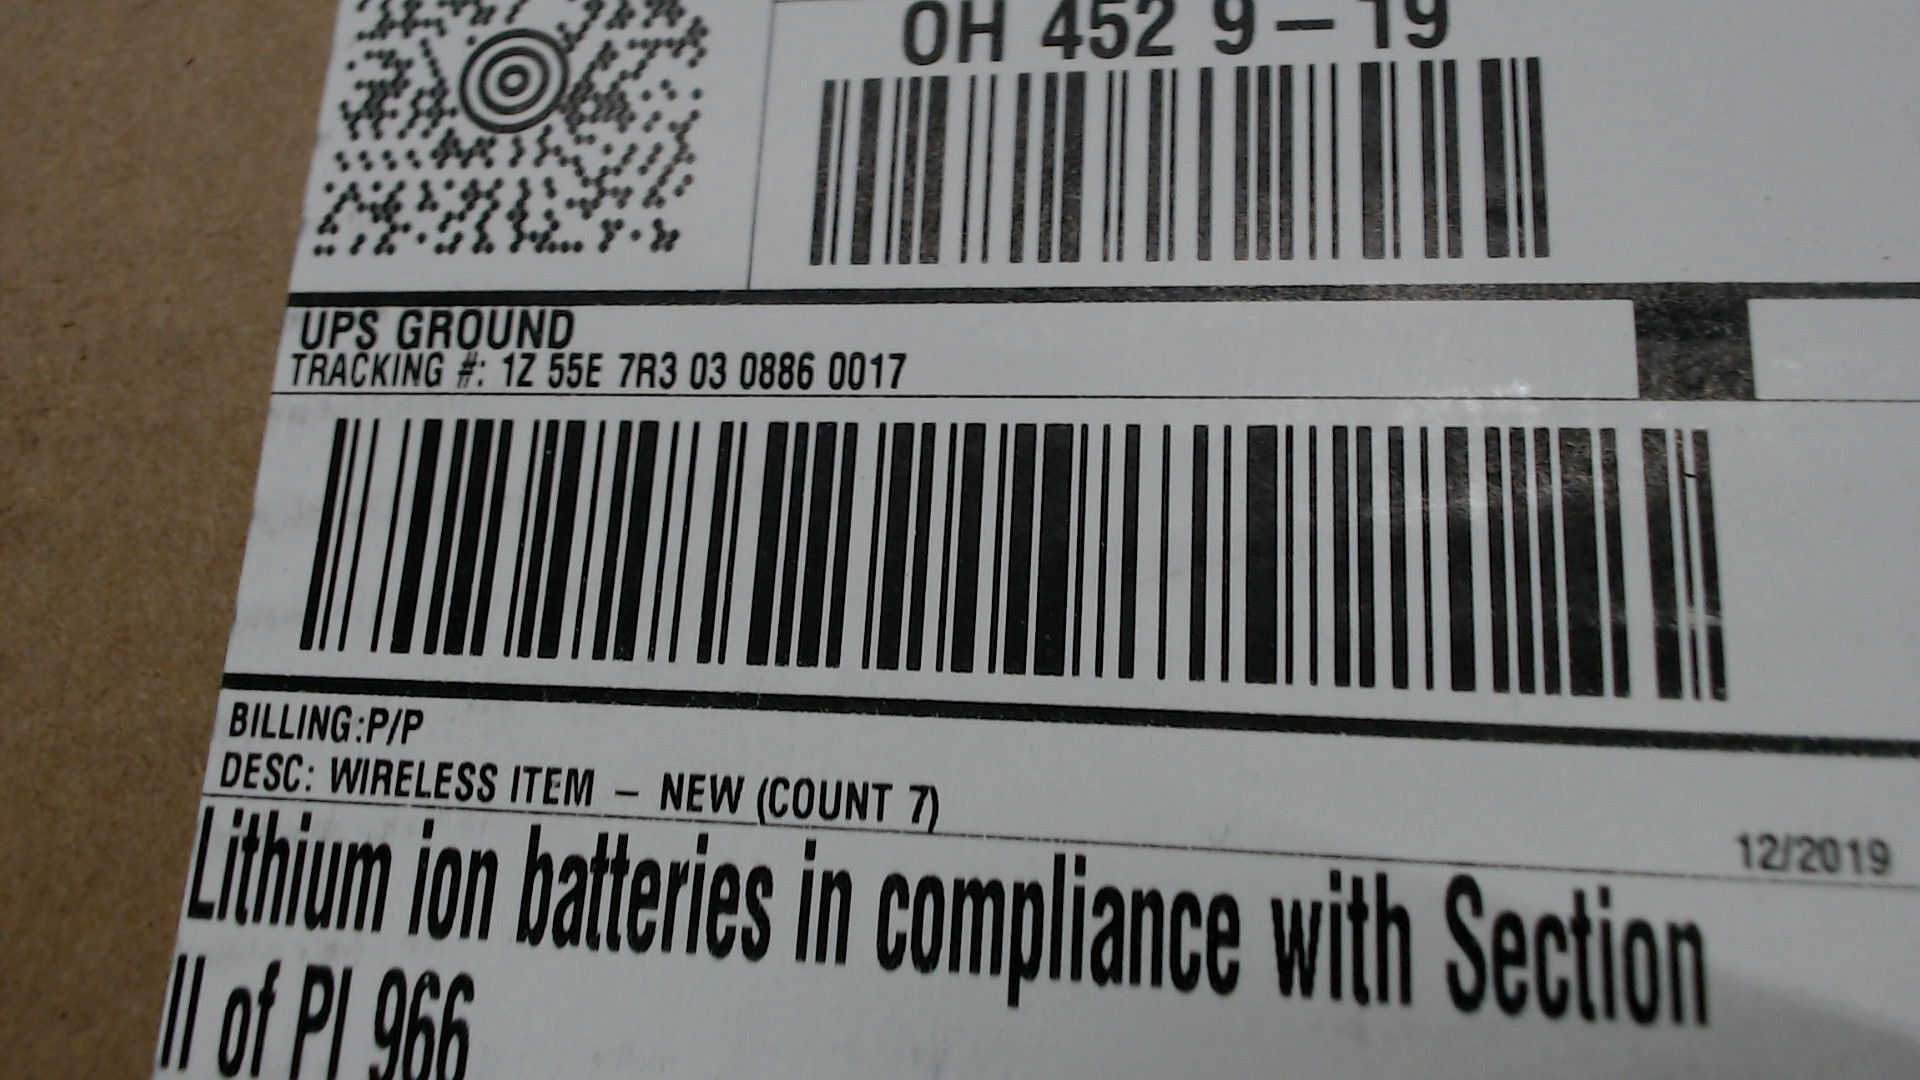 OH 452 9-19
UPS GROUND
TRACKING #: 1Z 55E 7R3 03 0886 0017
BILLING:P/P
DESC: WIRELESS ITEM - NEW (COUNT 7)
12/2019
Lithium ion batteries in compliance with Section
II of PI 966